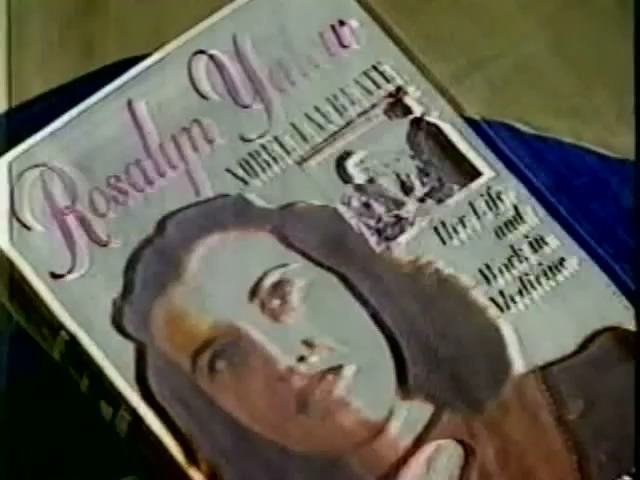 Rosalyn Yalow
NOBEL LAUREATE
Her Life
and
Work in
Medicine